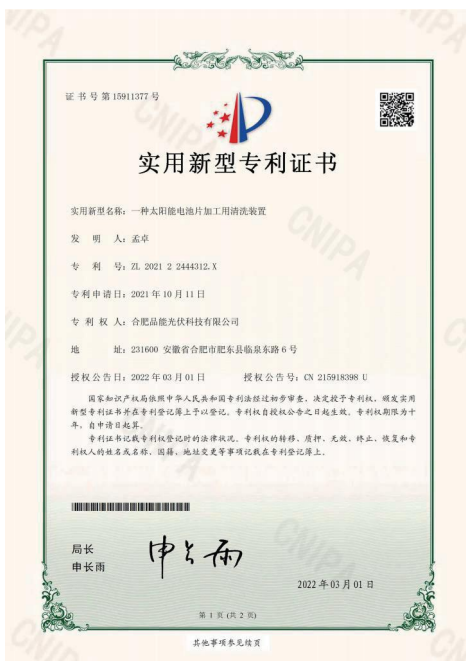 证书号第15911377号
实用新型专利证书
实用新型名称：一种太阳能电池片加工用清洗装置
发 明 人：孟卓
专 利 号：ZL 2021 2 2444312.X
专利申请日：2021年10月11日
专 利 权 人：合肥品能光伏科技有限公司
地 址：231600 安徽省合肥市肥东县临泉东路6号
授权公告日：2022年03月01日 授权公告号：CN 215918398 U
国家知识产权局依照中华人民共和国专利法经过初步审查，决定授予专利权，颁发实用
新型专利证书并在专利登记簿上予以登记。专利权自授权公告之日起生效。专利权期限为十
年，自申请日起算。
专利证书记载专利权登记时的法律状况。专利权的转移、质押、无效、终止、恢复和专
利权人的姓名或名称、国籍、地址变更等事项记载在专利登记簿上。
局长
申长雨
申长雨
2022年03月01日
第 1 页 (共 2 页)
其他事项参见续页
CNIPA
CNIPA
CNIPA
CNIPA